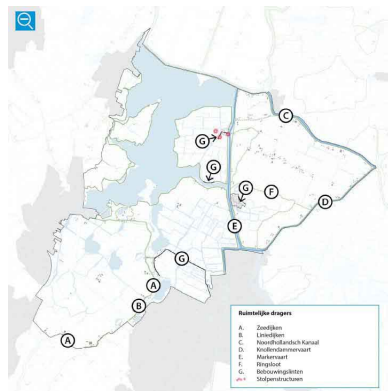 C
G
G
G
F
D
E
G
A
B
A
Ruimtelijke dragers
A. Zeedijken
B. Liniedijken
C. Noordhollandsch Kanaal
D. Knollendammervaart
E. Markervaart
F. Ringsloot
G. Bebouwingslinten
Stolpenstructuren